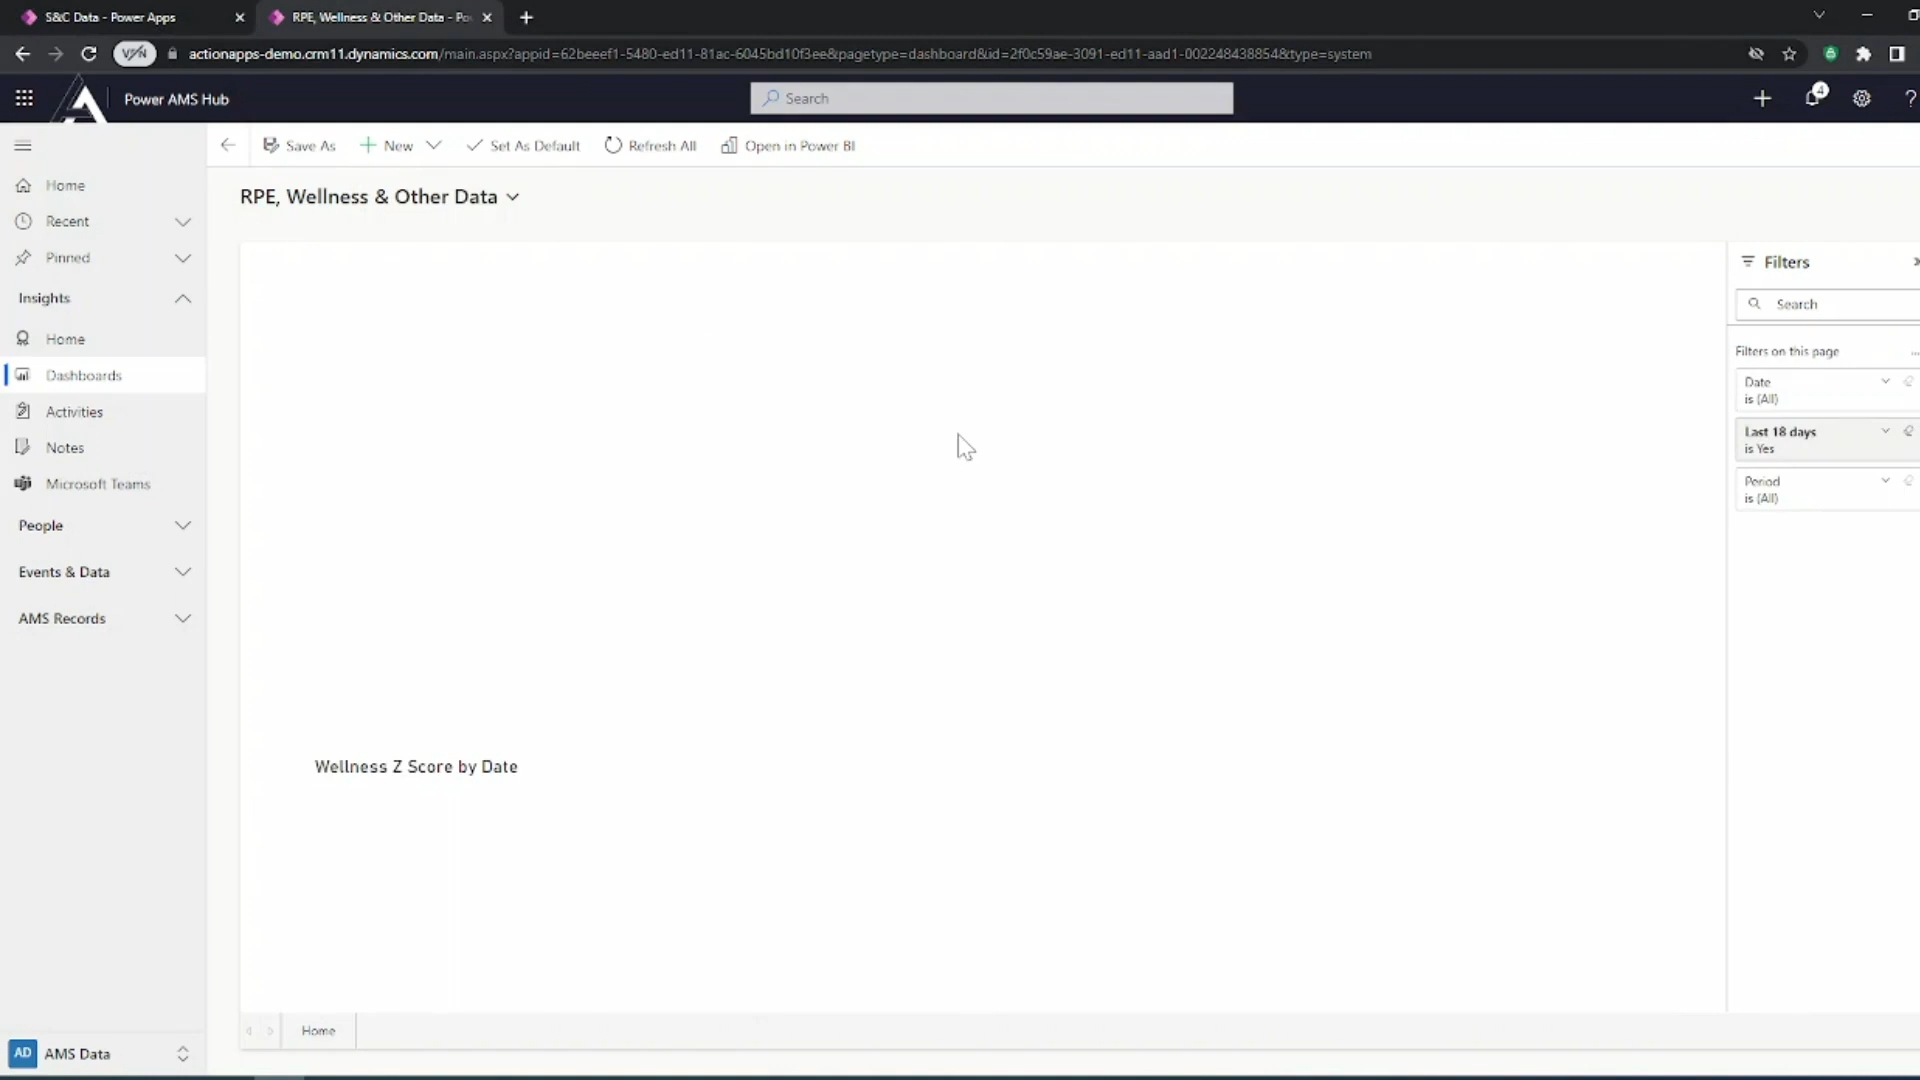 S&C Data - Power Apps
RPE, Wellness & Other Data - Po
VPN
actionapps-demo.crm11.dynamics.com/main.aspx?appid=62beeef1-5480-ed11-81ac-6045bd10f3ee&pagetype=dashboard&id=2f0c59ae-3091-ed11-aad1-002248438854&type=system
Power AMS Hub
Search
4
?
Save As
New
Set As Default
Refresh All
Open in Power BI
Home
Recent
Pinned
Insights
Home
Dashboards
Activities
Notes
Microsoft Teams
People
Events & Data
AMS Records
AD
AMS Data
RPE, Wellness & Other Data
Wellness Z Score by Date
Home
Filters
Search
Filters on this page
...
Date
is (All)
Last 18 days
is Yes
Period
is (All)